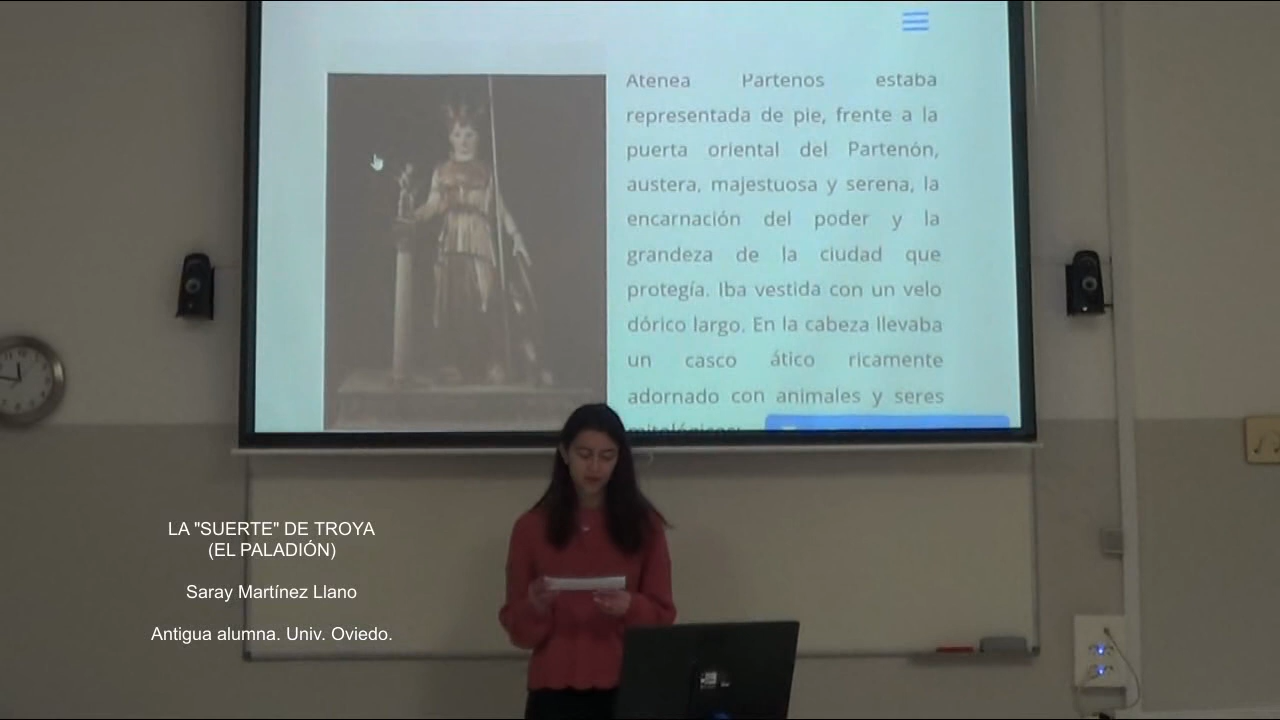 Atenea Partenos estaba
representada de pie, frente a la
puerta oriental del Partenón,
austera, majestuosa y serena, la
encarnación del poder y la
grandeza de la ciudad que
protegía. Iba vestida con un velo
dórico largo. En la cabeza llevaba
un casco ático ricamente
adornado con animales y seres
mitológicos:
LA "SUERTE" DE TROYA
(EL PALADIÓN)
Saray Martínez Llano
Antigua alumna. Univ. Oviedo.